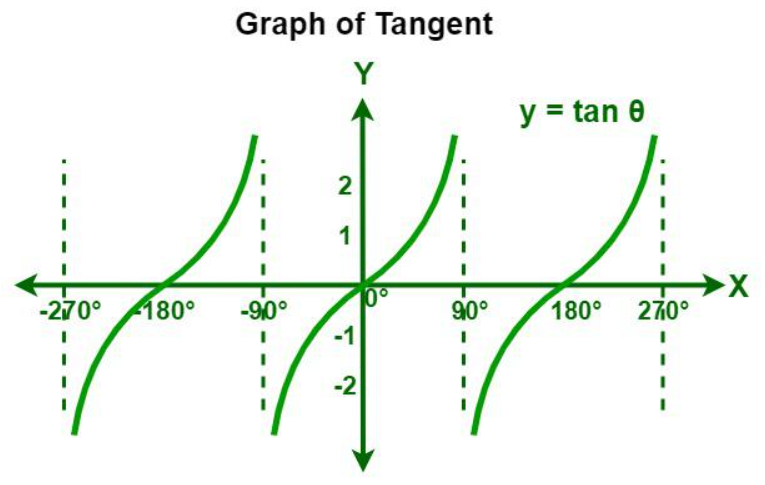 Graph of Tangent
Y
y = tan θ
2
1
X
-270° -180° -90° 0° 90° 180° 270°
-1
-2